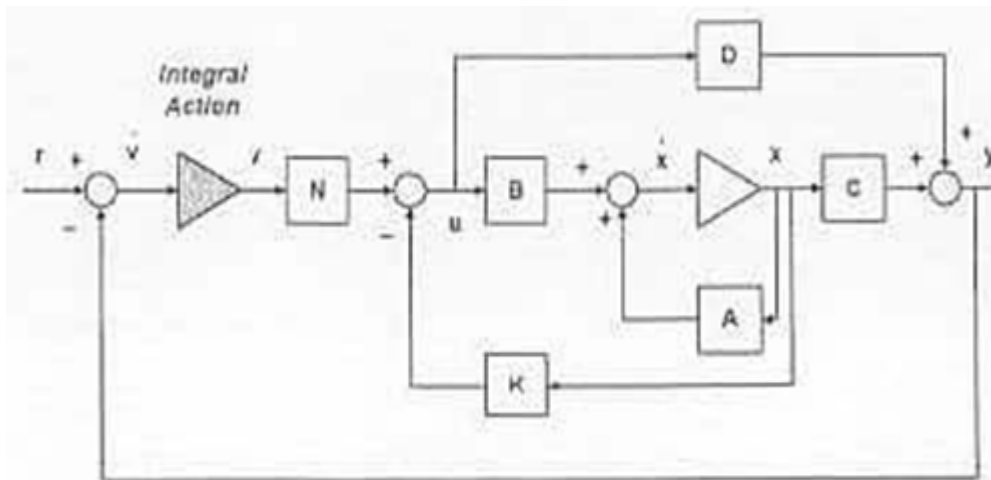 D
Integral
Action
r + v̇ v N + u B + ẋ x C + + y
− − +
A
K